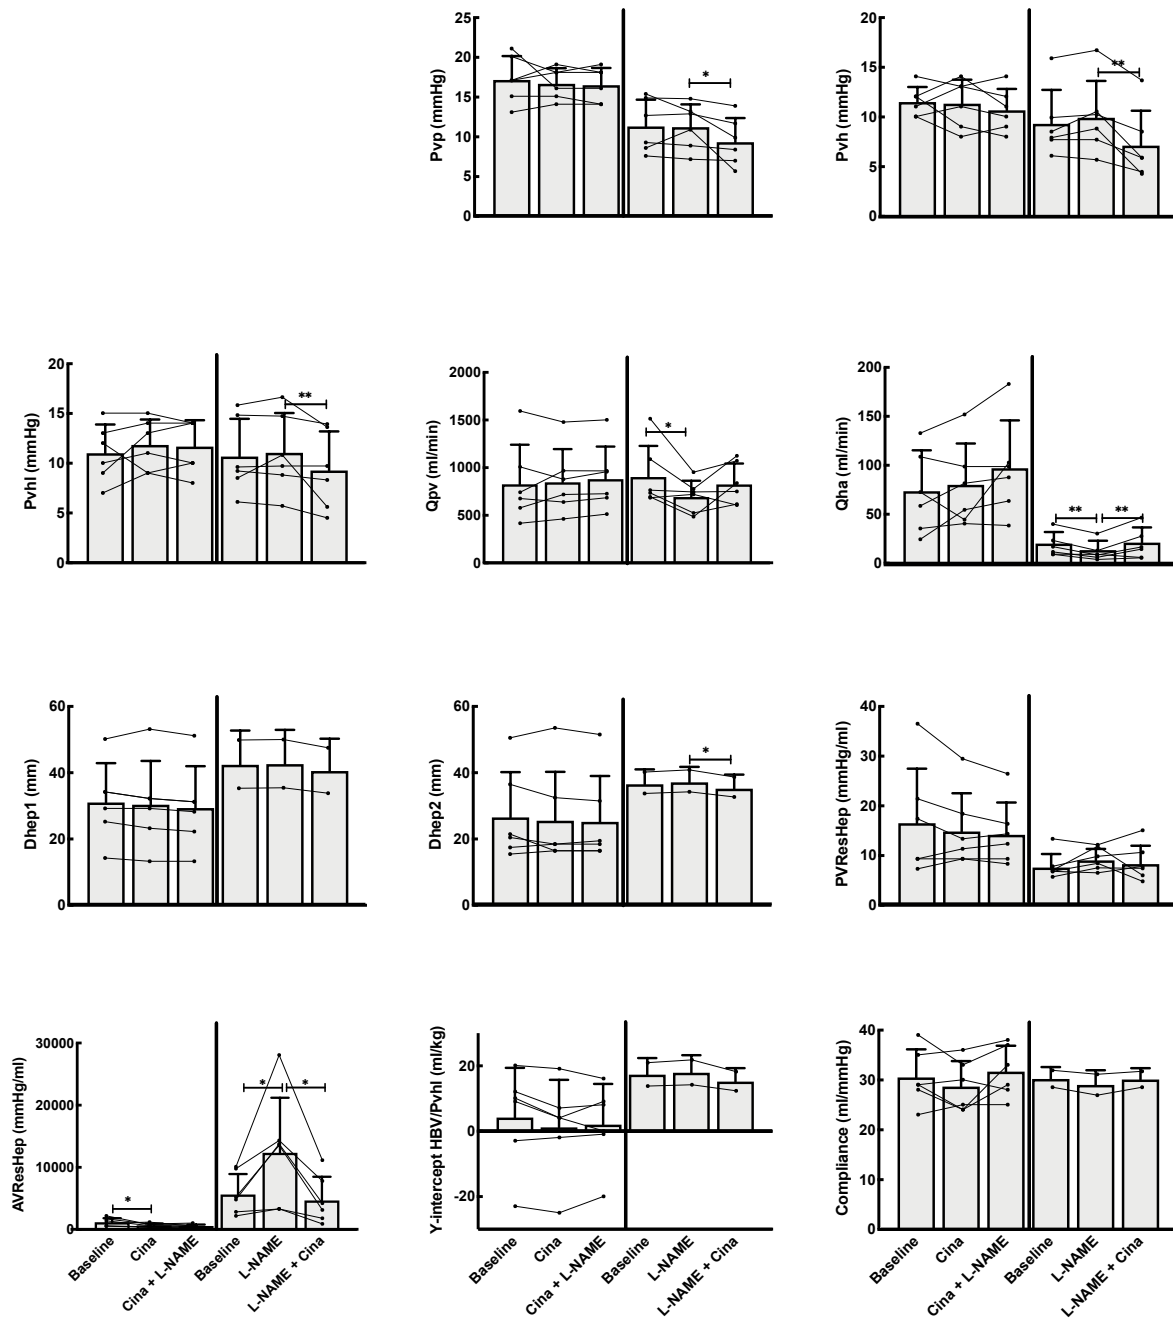 Pvp (mmHg)
25
20
15
10
5
0
*
Pvh (mmHg)
20
15
10
5
0
**
Pvhl (mmHg)
20
15
10
5
0
**
Qpv (ml/min)
2000
1500
1000
500
0
*
Qha (ml/min)
200
150
100
50
0
** **
Dhep1 (mm)
60
40
20
0
Dhep2 (mm)
60
40
20
0
*
PVResHep (mmHg/ml)
40
30
20
10
0
AVResHep (mmHg/ml)
30000
20000
10000
0
*
* *
Baseline
Cina
Cina + L-NAME
Baseline
L-NAME
L-NAME + Cina
Y-intercept HBV/Pvhl (ml/kg)
20
0
-20
Baseline
Cina
Cina + L-NAME
Baseline
L-NAME
L-NAME + Cina
Compliance (ml/mmHg)
40
30
20
10
0
Baseline
Cina
Cina + L-NAME
Baseline
L-NAME
L-NAME + Cina